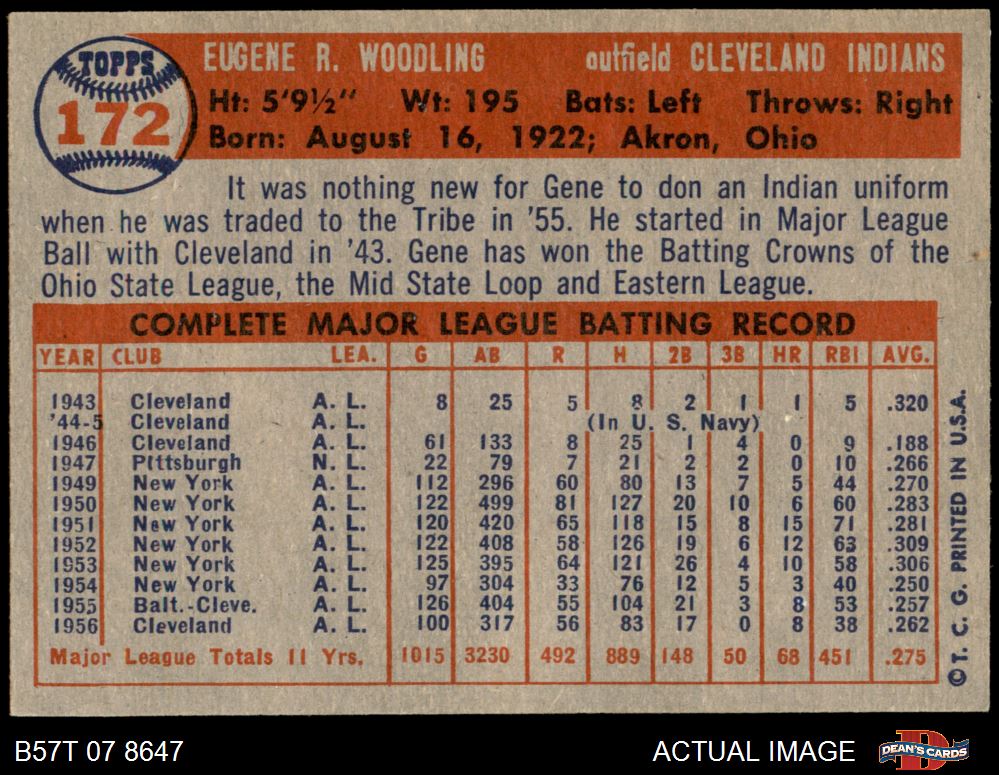 TOPPS
172
EUGENE R. WOODLING outfield CLEVELAND INDIANS
Ht: 5'9½" Wt: 195 Bats: Left Throws: Right
Born: August 16, 1922; Akron, Ohio
It was nothing new for Gene to don an Indian uniform
when he was traded to the Tribe in '55. He started in Major League
Ball with Cleveland in '43. Gene has won the Batting Crowns of the
Ohio State League, the Mid State Loop and Eastern League.
COMPLETE MAJOR LEAGUE BATTING RECORD
YEAR CLUB LEA. G AB R H 2B 3B HR RBI AVG.
1943 Cleveland A. L. 8 25 5 8 2 1 1 5 .320
'44-5 Cleveland A. L. (In U. S. Navy)
1946 Cleveland A. L. 61 133 8 25 1 4 0 9 .188
1947 Pittsburgh N. L. 22 79 7 21 2 2 0 10 .266
1949 New York A. L. 112 296 60 80 13 7 5 44 .270
1950 New York A. L. 122 499 81 127 20 10 6 60 .283
1951 New York A. L. 120 420 65 118 15 8 15 71 .281
1952 New York A. L. 122 408 58 126 19 6 12 63 .309
1953 New York A. L. 125 395 64 121 26 4 10 58 .306
1954 New York A. L. 97 304 33 76 12 5 3 40 .250
1955 Balt.-Cleve. A. L. 126 404 55 104 21 3 8 53 .257
1956 Cleveland A. L. 100 317 56 83 17 0 8 38 .262
Major League Totals 11 Yrs. 1015 3230 492 889 148 50 68 451 .275
©T. C. G. PRINTED IN U.S.A.
B57T 07 8647 ACTUAL IMAGE DEAN'S CARDS